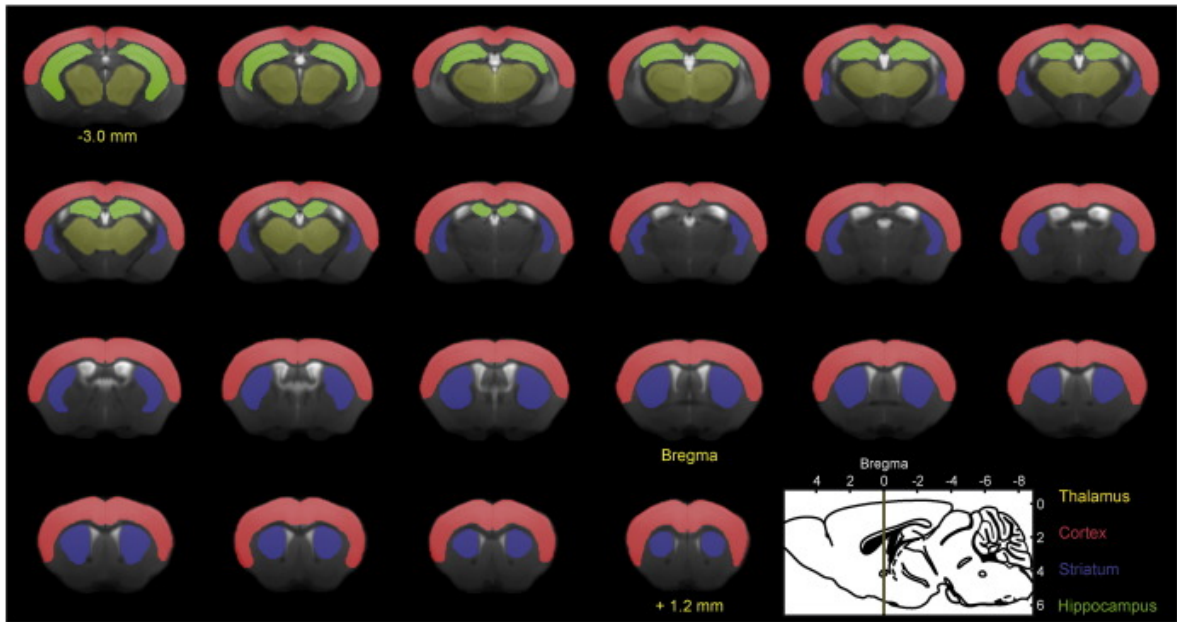 -3.0 mm
Bregma
Bregma
4 2 0 -2 -4 -6 -8
0
2
4
6
Thalamus
Cortex
Striatum
Hippocampus
+ 1.2 mm